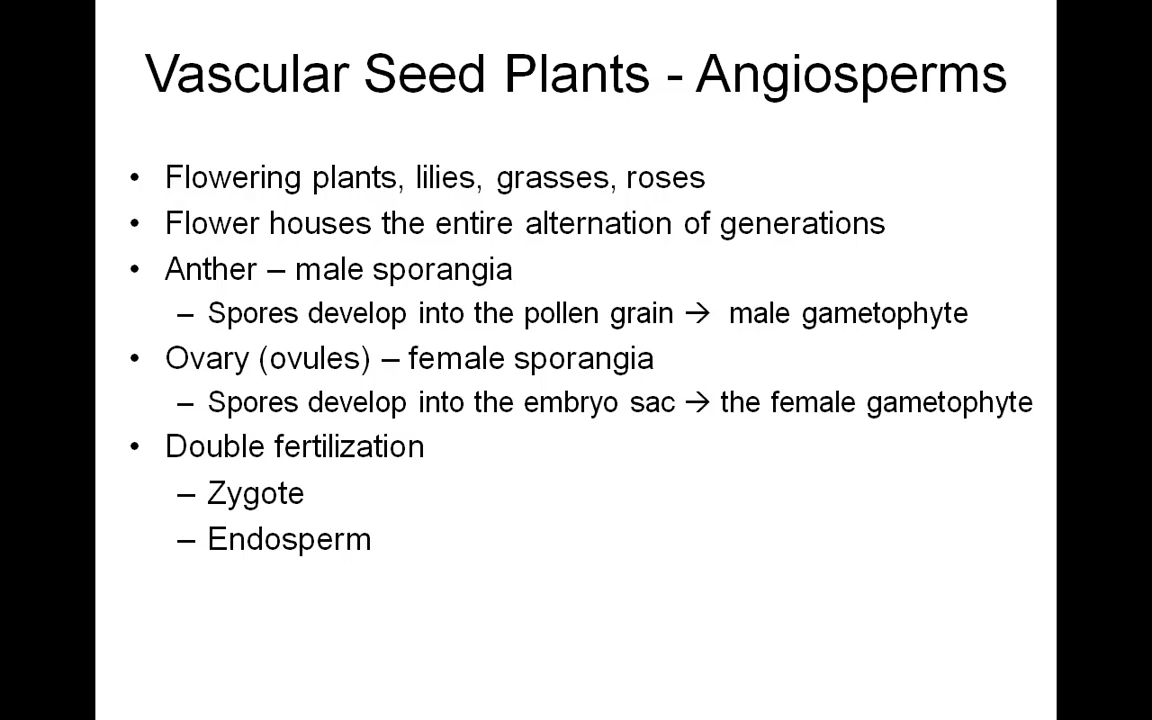 Vascular Seed Plants - Angiosperms
• Flowering plants, lilies, grasses, roses
• Flower houses the entire alternation of generations
• Anther – male sporangia
– Spores develop into the pollen grain → male gametophyte
• Ovary (ovules) – female sporangia
– Spores develop into the embryo sac → the female gametophyte
• Double fertilization
– Zygote
– Endosperm